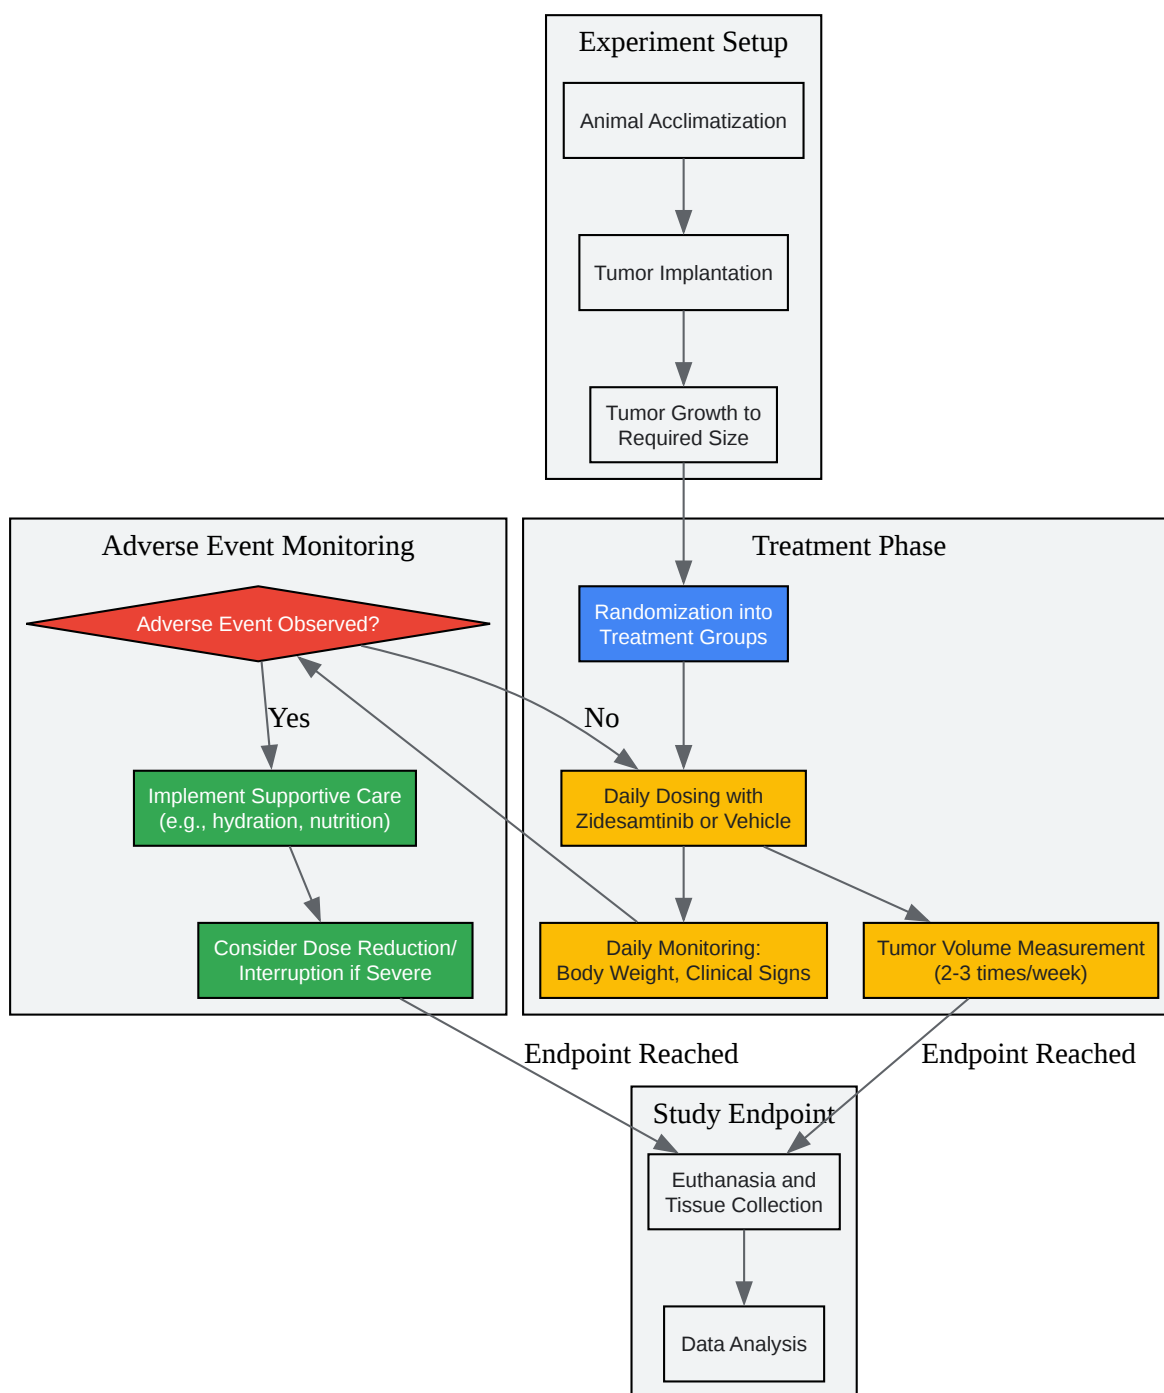 Experiment Setup
Animal Acclimatization
Tumor Implantation
Tumor Growth to
Required Size
Adverse Event Monitoring
Adverse Event Observed?
Yes
No
Implement Supportive Care
(e.g., hydration, nutrition)
Consider Dose Reduction/
Interruption if Severe
Treatment Phase
Randomization into
Treatment Groups
Daily Dosing with
Zidesamtinib or Vehicle
Daily Monitoring:
Body Weight, Clinical Signs
Tumor Volume Measurement
(2-3 times/week)
Endpoint Reached
Endpoint Reached
Study Endpoint
Euthanasia and
Tissue Collection
Data Analysis